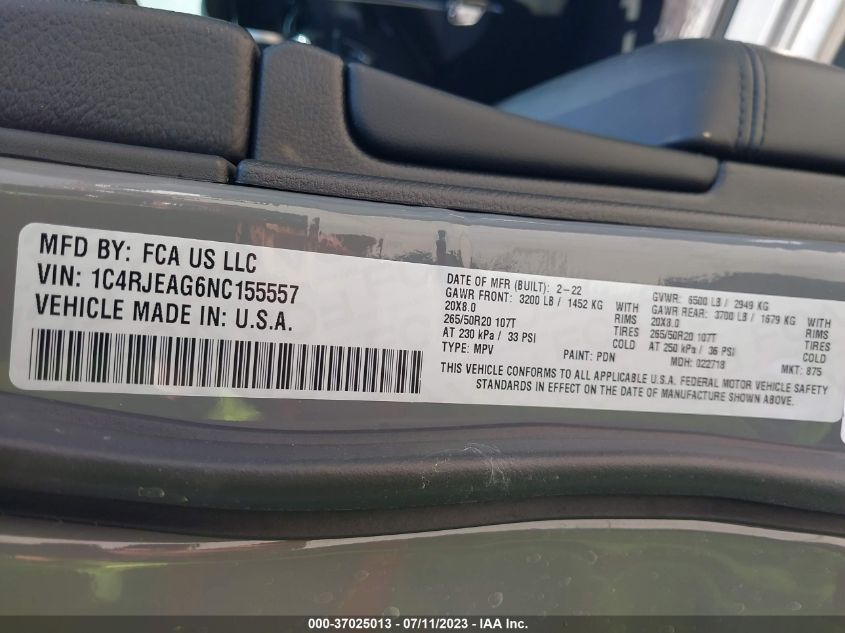 MFD BY: FCA US LLC
VIN: 1C4RJEAG6NC155557
VEHICLE MADE IN: U.S.A.
DATE OF MFR (BUILT): 2-22
GAWR FRONT: 3200 LB / 1452 KG WITH
20X8.0 RIMS
265/50R20 107T TIRES
AT 230 kPa / 33 PSI COLD
TYPE: MPV PAINT: PDN
GVWR: 6500 LB / 2949 KG
GAWR REAR: 3700 LB / 1679 KG WITH
20X8.0 RIMS
265/50R20 107T TIRES
AT 250 kPa / 36 PSI COLD
MDH: 022718 MKT: 875
THIS VEHICLE CONFORMS TO ALL APPLICABLE U.S.A. FEDERAL MOTOR VEHICLE SAFETY
STANDARDS IN EFFECT ON THE DATE OF MANUFACTURE SHOWN ABOVE.
000-37025013 - 07/11/2023 - IAA Inc.